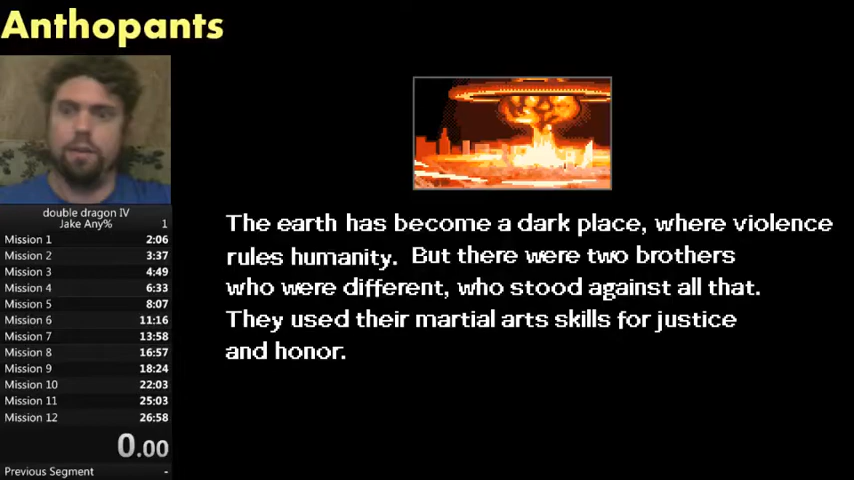 Anthopants
double dragon IV
Jake Any% 1
Mission 1 2:06
Mission 2 3:37
Mission 3 4:49
Mission 4 6:33
Mission 5 8:07
Mission 6 11:16
Mission 7 13:58
Mission 8 16:57
Mission 9 18:24
Mission 10 22:03
Mission 11 25:03
Mission 12 26:58
0.00
Previous Segment -
The earth has become a dark place, where violence
rules humanity. But there were two brothers
who were different, who stood against all that.
They used their martial arts skills for justice
and honor.